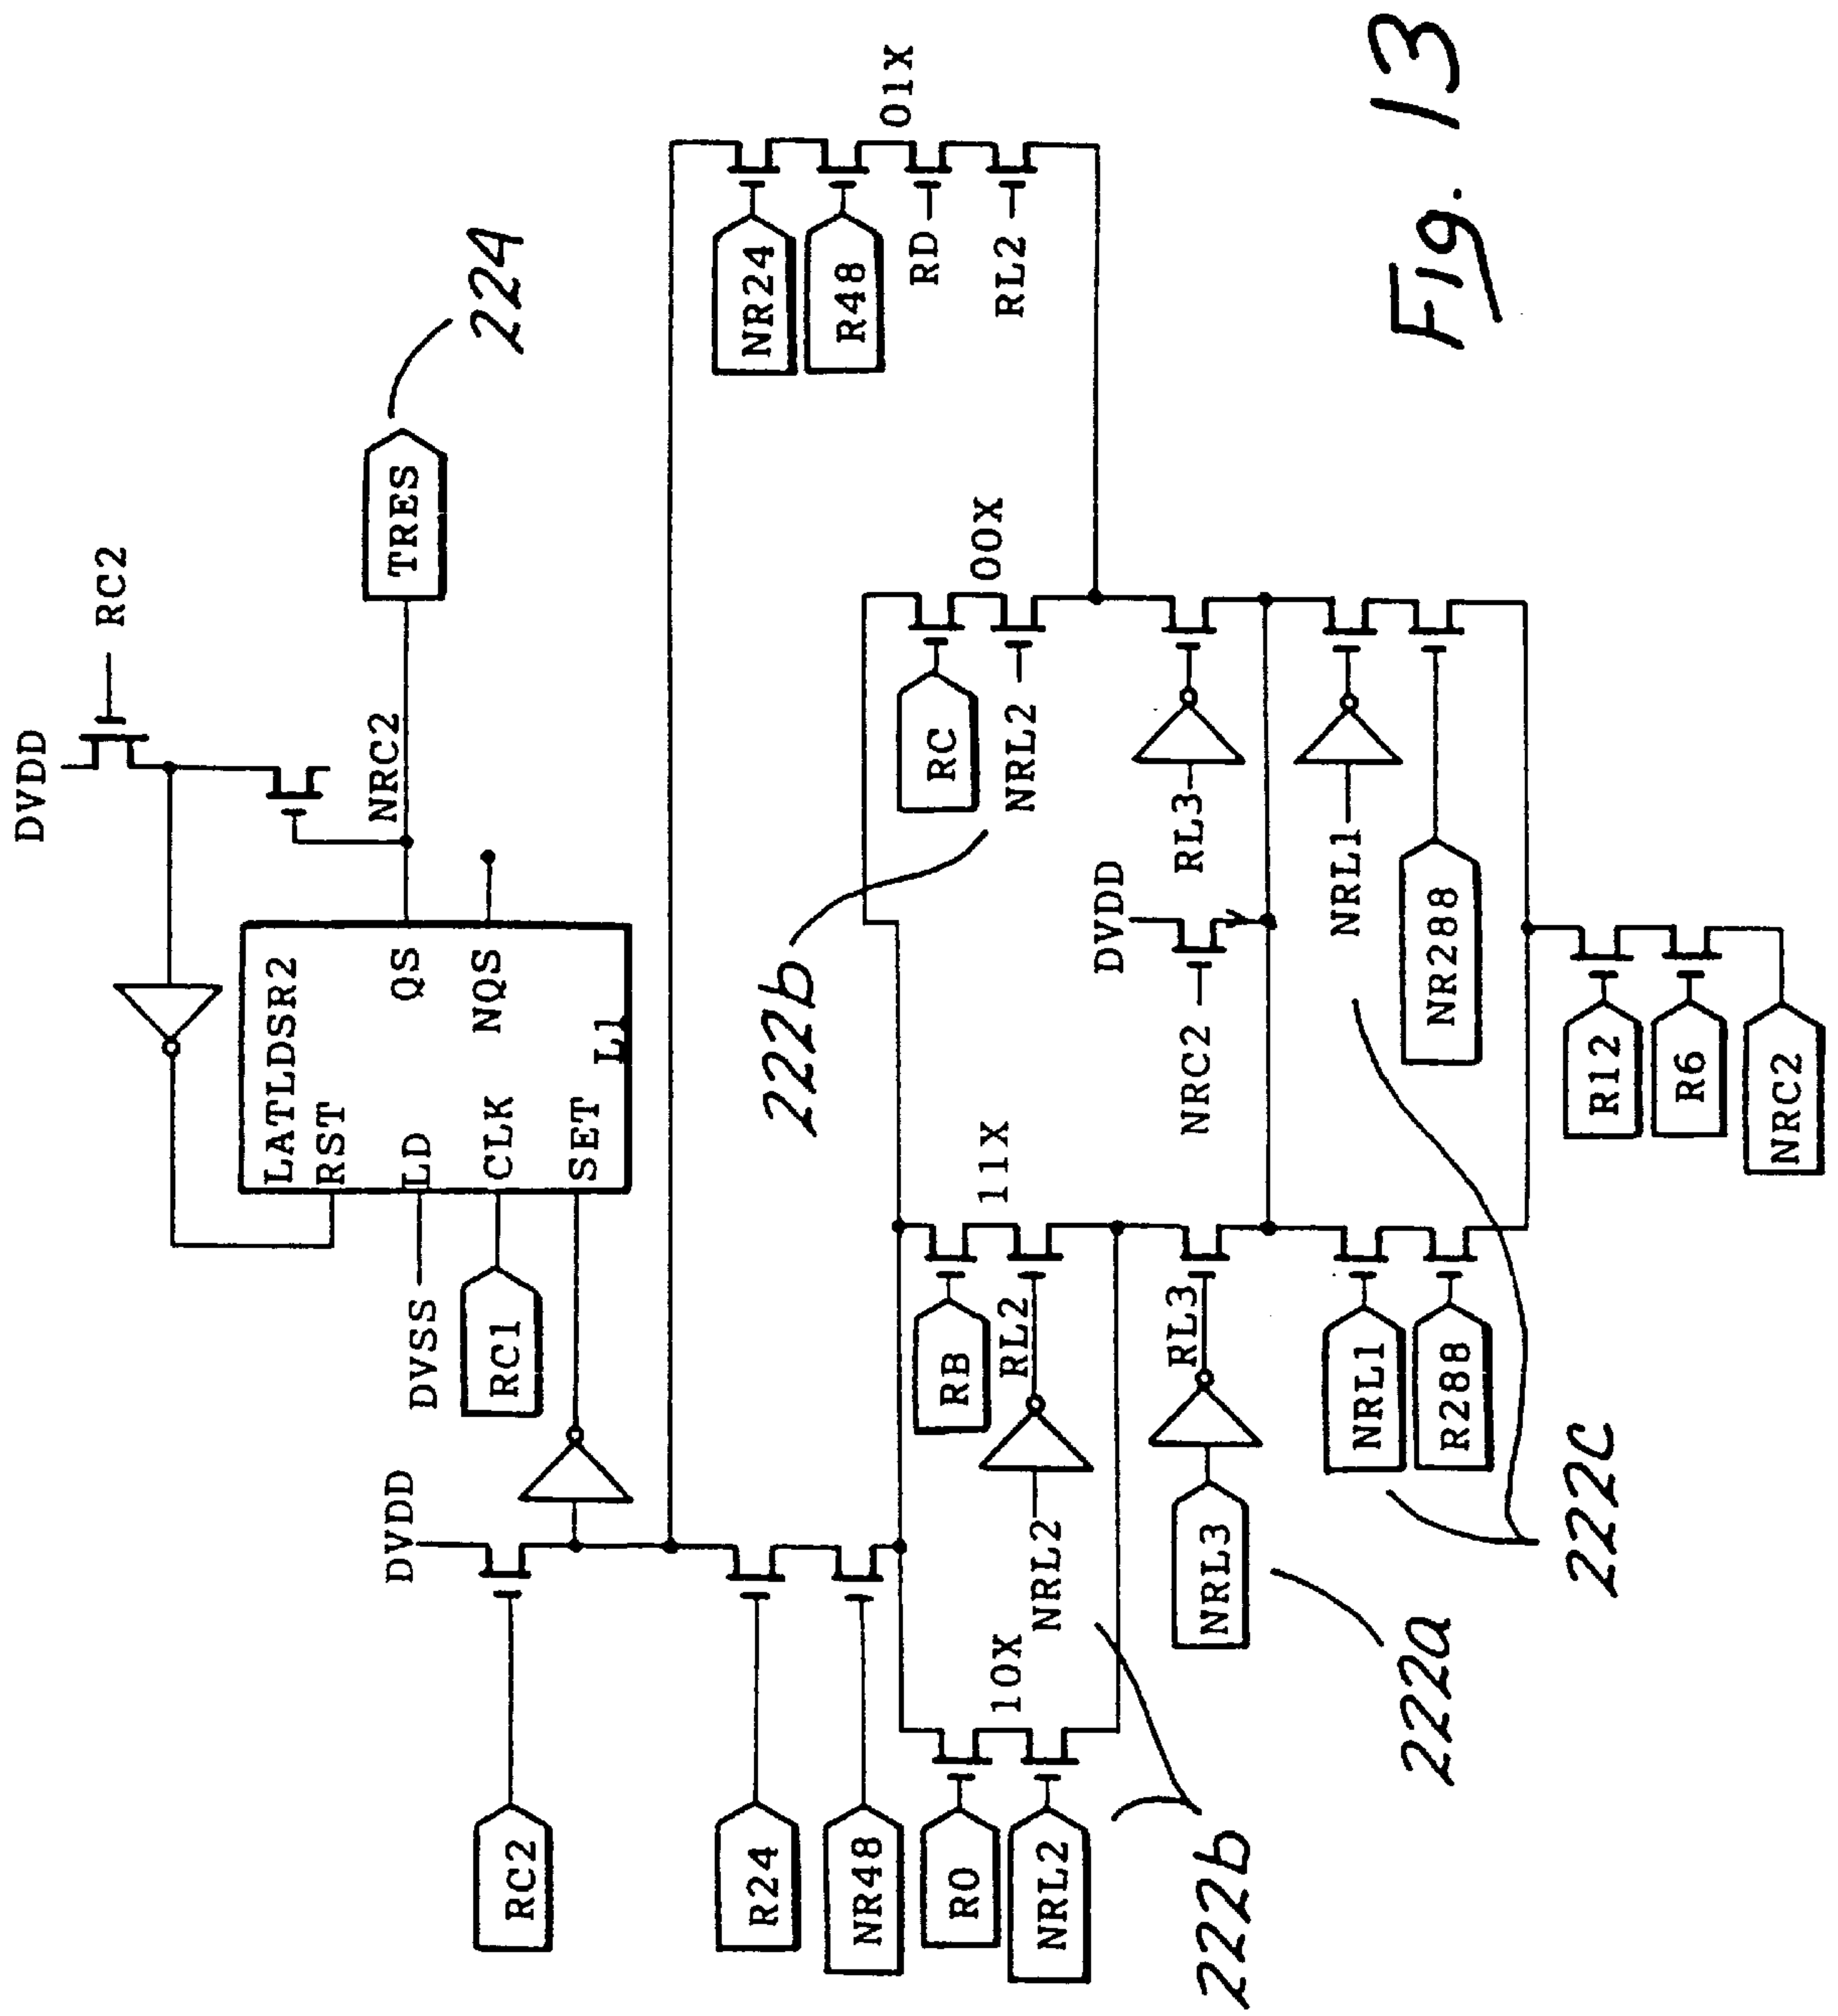 DVDD
RC2
NRC2
TRES
224
LATLDSR2
RST
LD
CLK
SET
QS
NQS
L1
DVSS
RC1
DVDD
RC2
R24
NR48
R0
NRL2
10X
NRL2
RL2
RB
11X
222b
222b
RC
NRL2
00X
NR24
R48
RD
RL2
01X
NRL3
RL3
222a
NRC2
DVDD
RL3
NRL1
R288
NRL1
NR288
222c
R12
R6
NRC2
Fig. 13